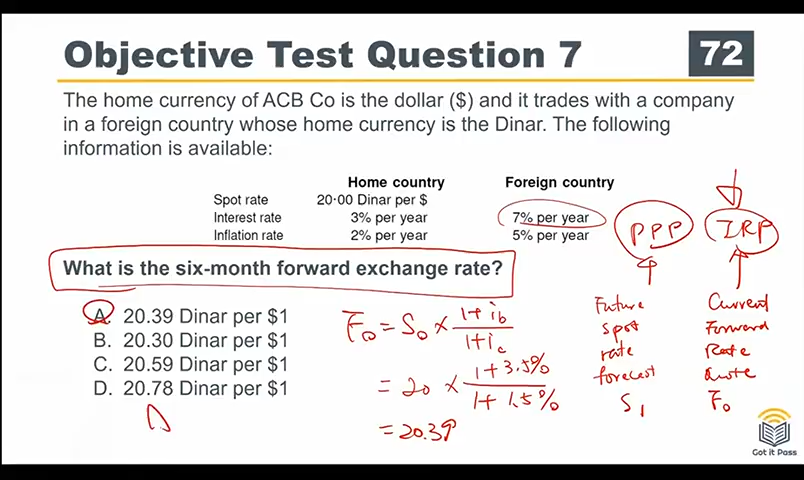 Objective Test Question 7
72
The home currency of ACB Co is the dollar ($) and it trades with a company
in a foreign country whose home currency is the Dinar. The following
information is available:
Home country Foreign country
Spot rate 20·00 Dinar per $
Interest rate 3% per year 7% per year
Inflation rate 2% per year 5% per year
PPP IRP
What is the six-month forward exchange rate?
A. 20.39 Dinar per $1
B. 20.30 Dinar per $1
C. 20.59 Dinar per $1
D. 20.78 Dinar per $1
F₀ = S₀ × 1+ib / 1+ic
= 20 × 1+3.5% / 1+1.5%
= 20.39
Future
spot
rate
forecast
S₁
Current
Forward
Rate
Quote
F₀
Got it Pass